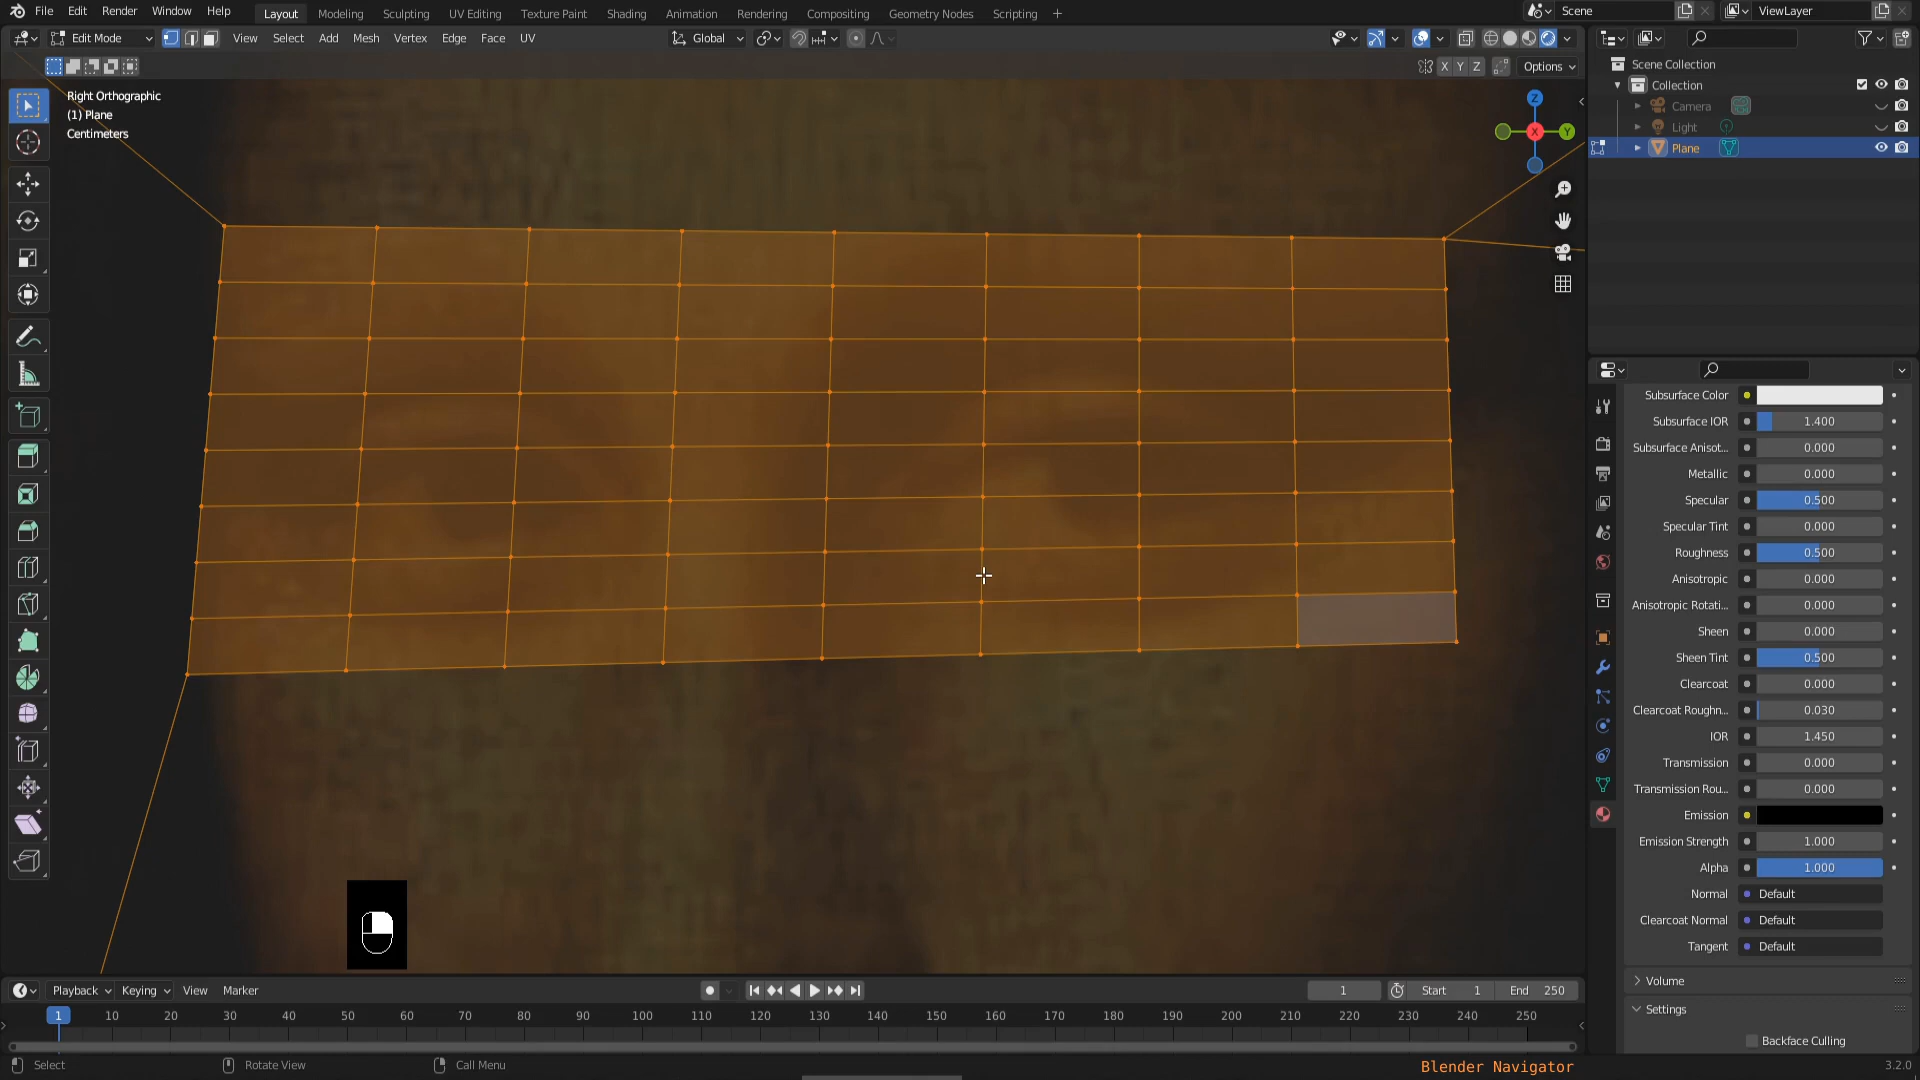 File Edit Render Window Help Layout Modeling Sculpting UV Editing Texture Paint Shading Animation Rendering Compositing Geometry Nodes Scripting + Scene ViewLayer
Edit Mode View Select Add Mesh Vertex Edge Face UV Global
X Y Z Options
Right Orthographic
(1) Plane
Centimeters
Z
Y
X
Scene Collection
Collection
Camera
Light
Plane
Subsurface Color
Subsurface IOR 1.400
Subsurface Anisot... 0.000
Metallic 0.000
Specular 0.500
Specular Tint 0.000
Roughness 0.500
Anisotropic 0.000
Anisotropic Rotati... 0.000
Sheen 0.000
Sheen Tint 0.500
Clearcoat 0.000
Clearcoat Roughn... 0.030
IOR 1.450
Transmission 0.000
Transmission Rou... 0.000
Emission
Emission Strength 1.000
Alpha 1.000
Normal Default
Clearcoat Normal Default
Tangent Default
Volume
Settings
Backface Culling
Playback Keying View Marker 1 Start 1 End 250
1 10 20 30 40 50 60 70 80 90 100 110 120 130 140 150 160 170 180 190 200 210 220 230 240 250
Select Rotate View Call Menu Blender Navigator 3.2.0